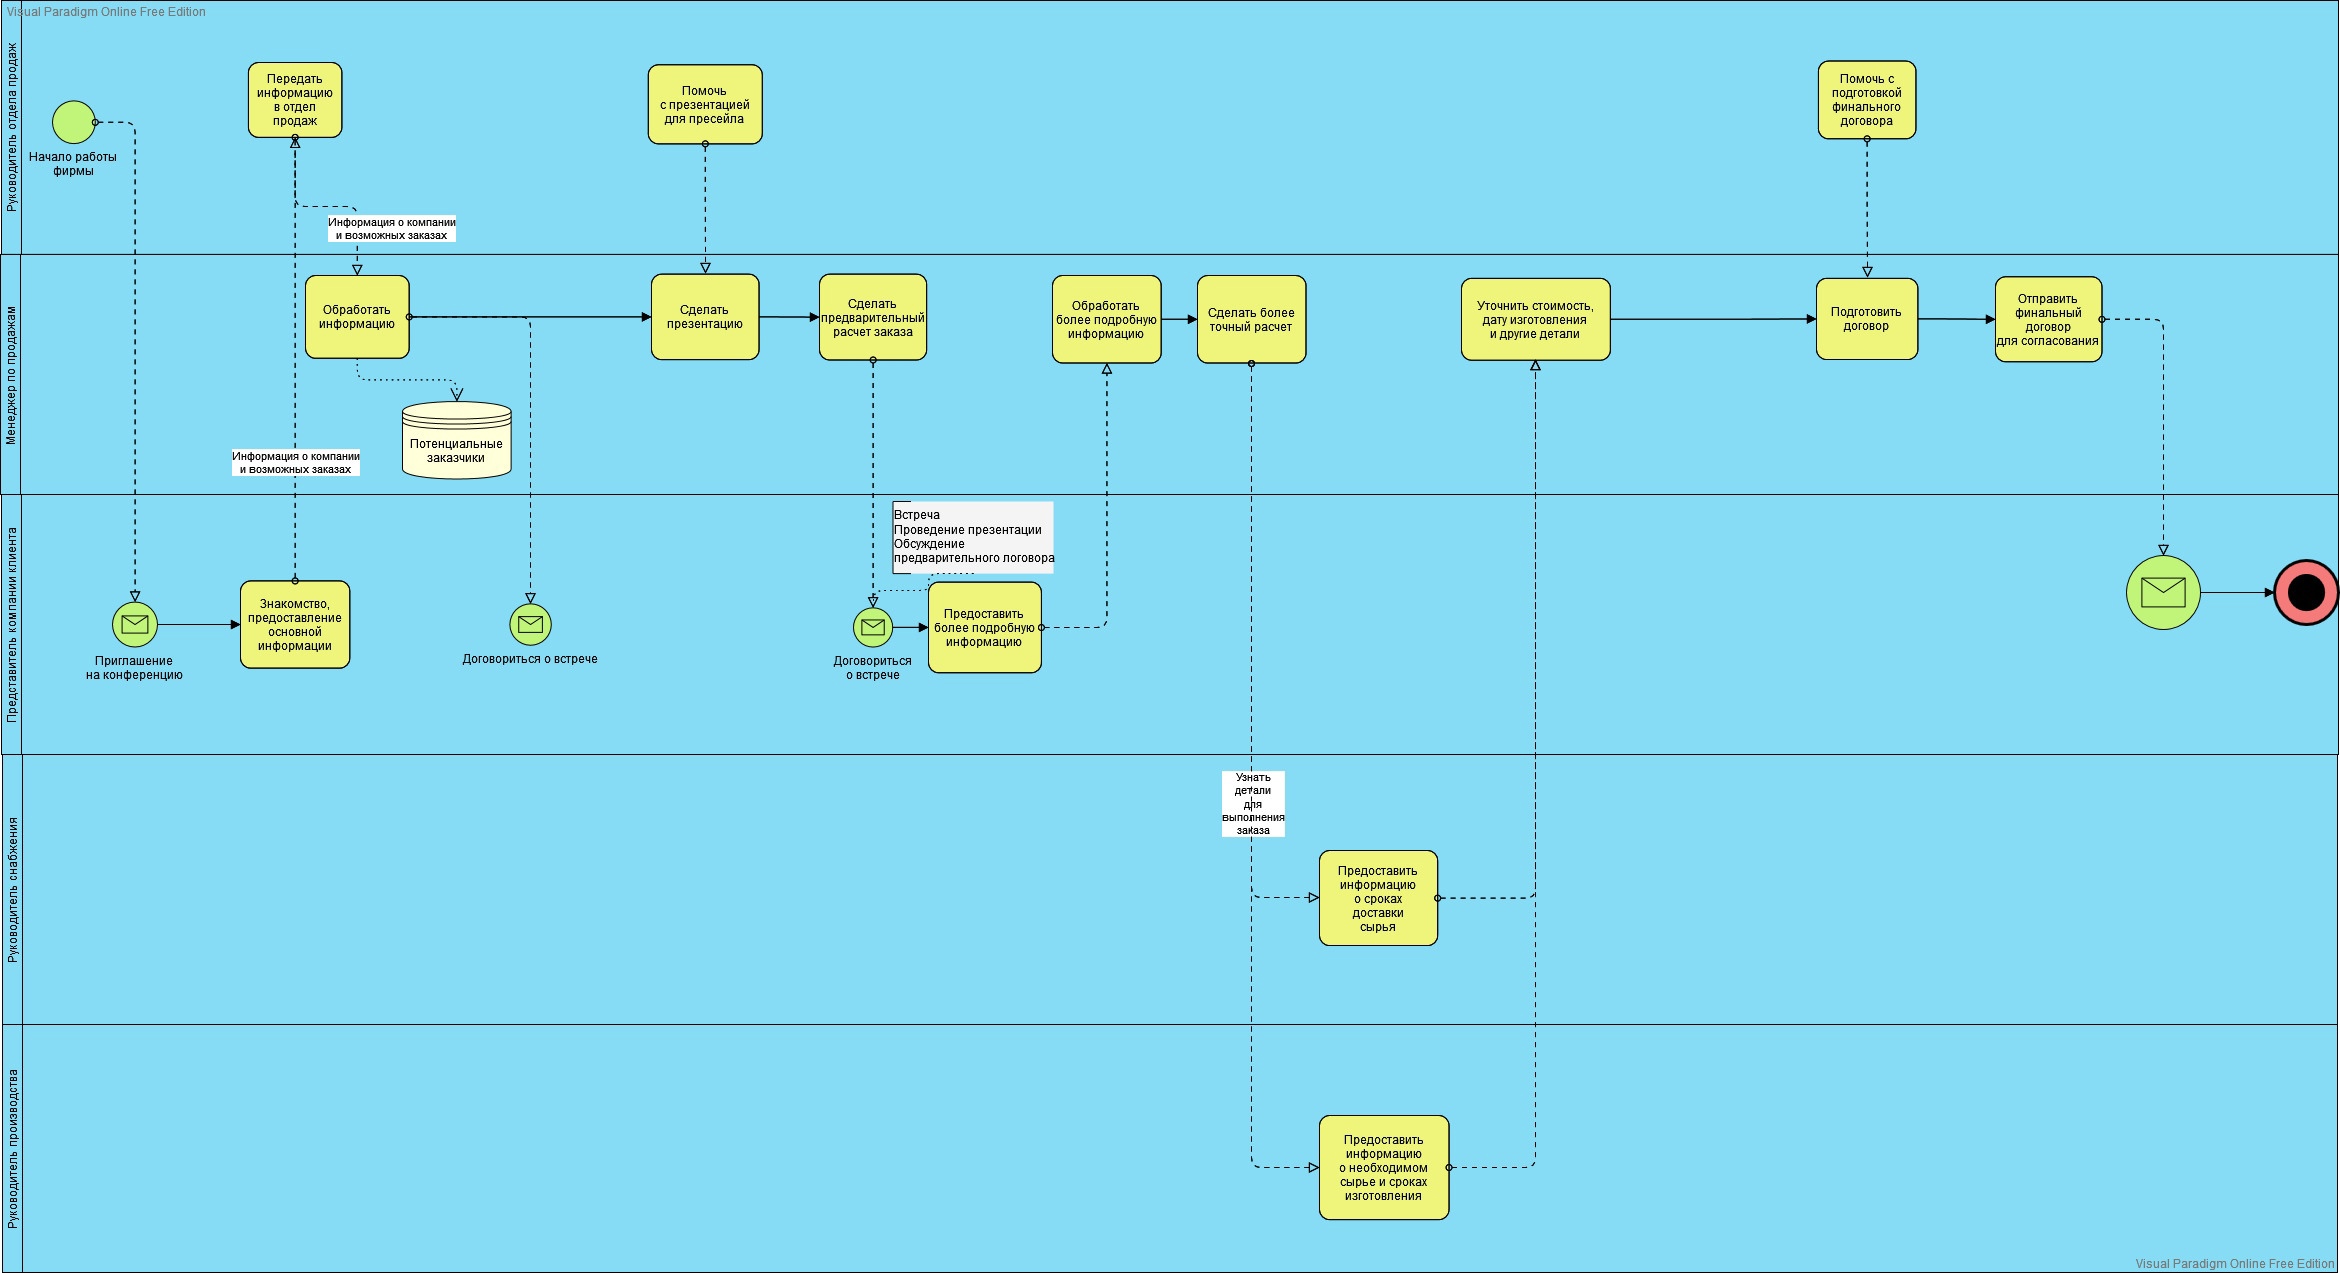 Visual Paradigm Online Free Edition
Руководитель отдела продаж
Начало работы
фирмы
Передать
информацию
в отдел
продаж
Помочь
с презентацией
для пресейла
Помочь с
подготовкой
финального
договора
Информация о компании
и возможных заказах
Менеджер по продажам
Обработать
информацию
Сделать
презентацию
Сделать
предварительный
расчет заказа
Обработать
более подробную
информацию
Сделать более
точный расчет
Уточнить стоимость,
дату изготовления
и другие детали
Подготовить
договор
Отправить
финальный
договор
для согласования
Потенциальные
заказчики
Информация о компании
и возможных заказах
Представитель компании клиента
Встреча
Проведение презентации
Обсуждение
предварительного логовора
Приглашение
на конференцию
Знакомство,
предоставление
основной
информации
Договориться о встрече
Договориться
о встрече
Предоставить
более подробную
информацию
Руководитель снабжения
Узнать
детали
для
выполнения
заказа
Предоставить
информацию
о сроках
доставки
сырья
Руководитель производства
Предоставить
информацию
о необходимом
сырье и сроках
изготовления
Visual Paradigm Online Free Edition